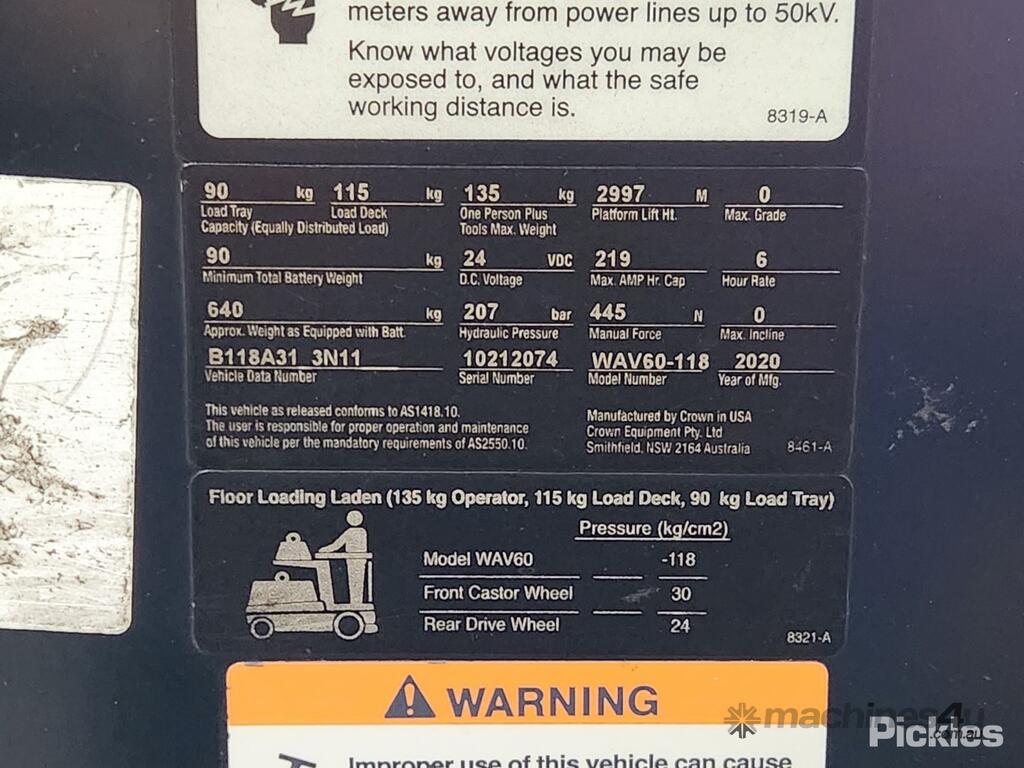 meters away from power lines up to 50kV.
Know what voltages you may be
exposed to, and what the safe
working distance is.
8319-A
90 kg 115 kg 135 kg 2997 M 0
Load Tray Load Deck One Person Plus Platform Lift Ht. Max. Grade
Capacity (Equally Distributed Load) Tools Max. Weight
90 kg 24 VDC 219 6
Minimum Total Battery Weight D.C. Voltage Max. AMP Hr. Cap Hour Rate
640 kg 207 bar 445 N 0
Approx. Weight as Equipped with Batt. Hydraulic Pressure Manual Force Max. Incline
B118A31 3N11 10212074 WAV60-118 2020
Vehicle Data Number Serial Number Model Number Year of Mfg.
This vehicle as released conforms to AS1418.10.
The user is responsible for proper operation and maintenance
of this vehicle per the mandatory requirements of AS2550.10.
Manufactured by Crown in USA
Crown Equipment Pty. Ltd
Smithfield, NSW 2164 Australia 8461-A
Floor Loading Laden (135 kg Operator, 115 kg Load Deck, 90 kg Load Tray)
Pressure (kg/cm2)
Model WAV60 -118
Front Castor Wheel 30
Rear Drive Wheel 24
8321-A
WARNING
machines4u
.com.au
Pickles
Improper use of this vehicle can cause